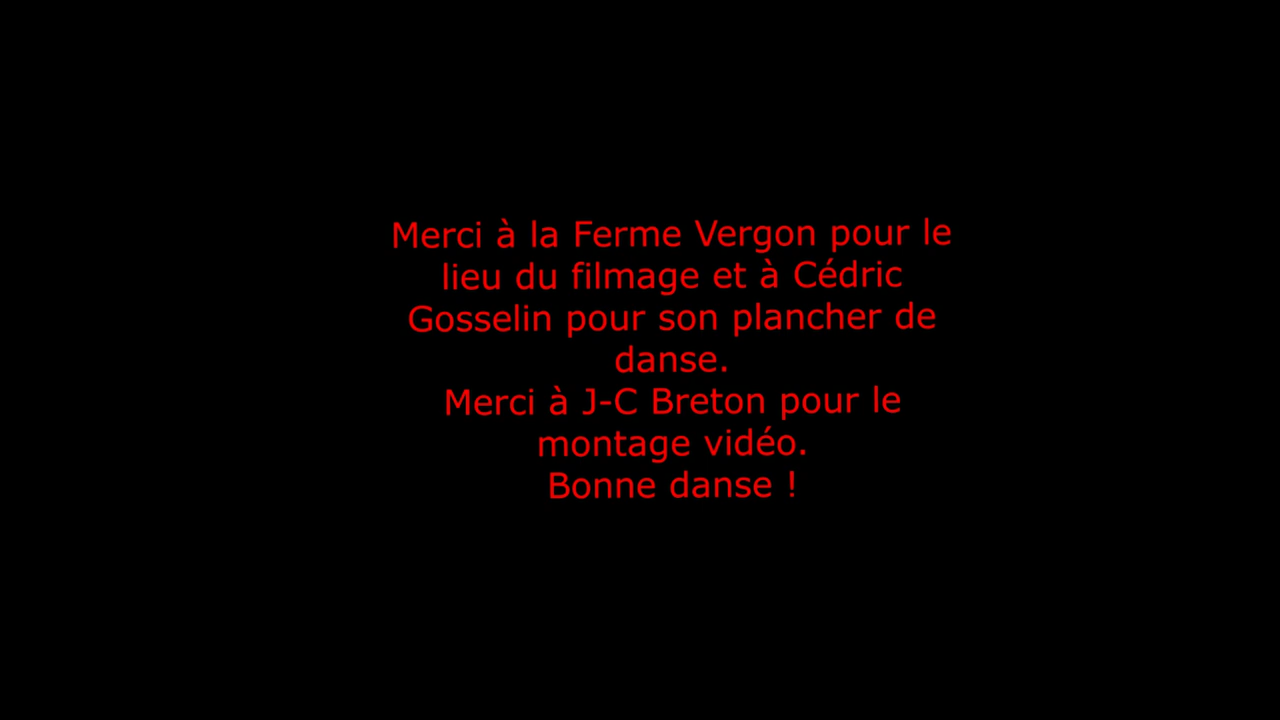 Merci à la Ferme Vergon pour le
lieu du filmage et à Cédric
Gosselin pour son plancher de
danse.
Merci à J-C Breton pour le
montage vidéo.
Bonne danse !